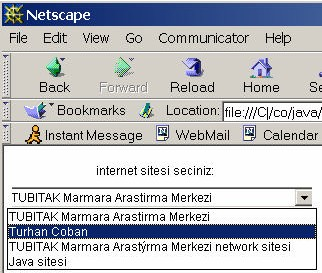 Netscape
File Edit View Go Communicator Help
Back Forward Reload Home
Bookmarks Location: file:///C|/co/java/
Instant Message WebMail Calendar
internet sitesi seciniz:
TUBITAK Marmara Arastirma Merkezi
TUBITAK Marmara Arastirma Merkezi
Turhan Coban
TUBITAK Marmara Arastýrma Merkezi network sitesi
Java sitesi